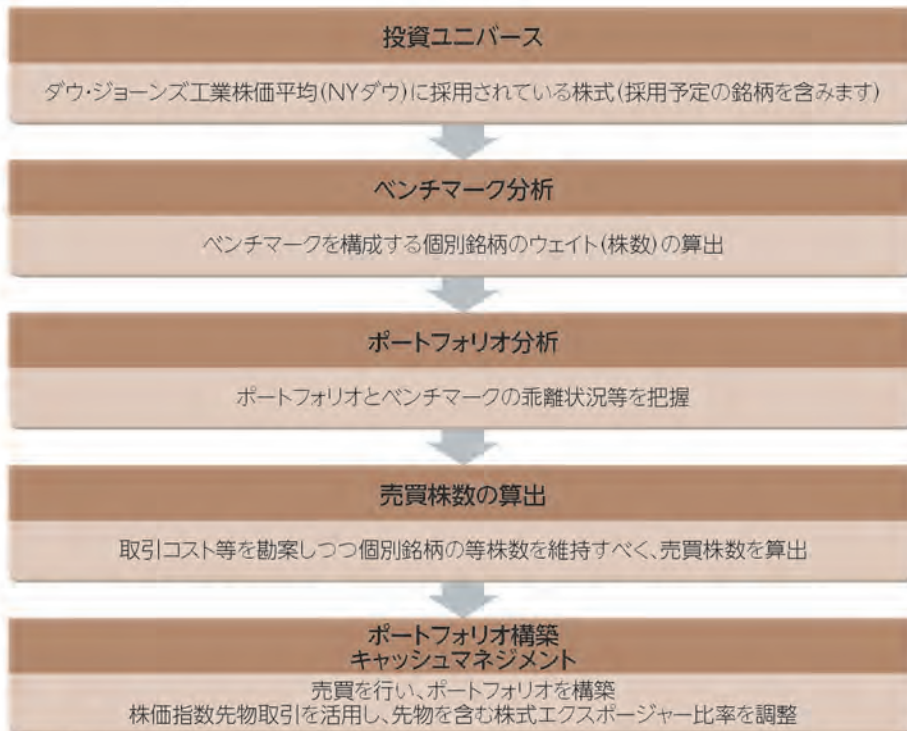 投資ユニバース
ダウ・ジョーンズ工業株価平均(NYダウ)に採用されている株式(採用予定の銘柄を含みます)
ベンチマーク分析
ベンチマークを構成する個別銘柄のウェイト(株数)の算出
ポートフォリオ分析
ポートフォリオとベンチマークの乖離状況等を把握
売買株数の算出
取引コスト等を勘案しつつ個別銘柄の等株数を維持すべく、売買株数を算出
ポートフォリオ構築
キャッシュマネジメント
売買を行い、ポートフォリオを構築
株価指数先物取引を活用し、先物を含む株式エクスポージャー比率を調整